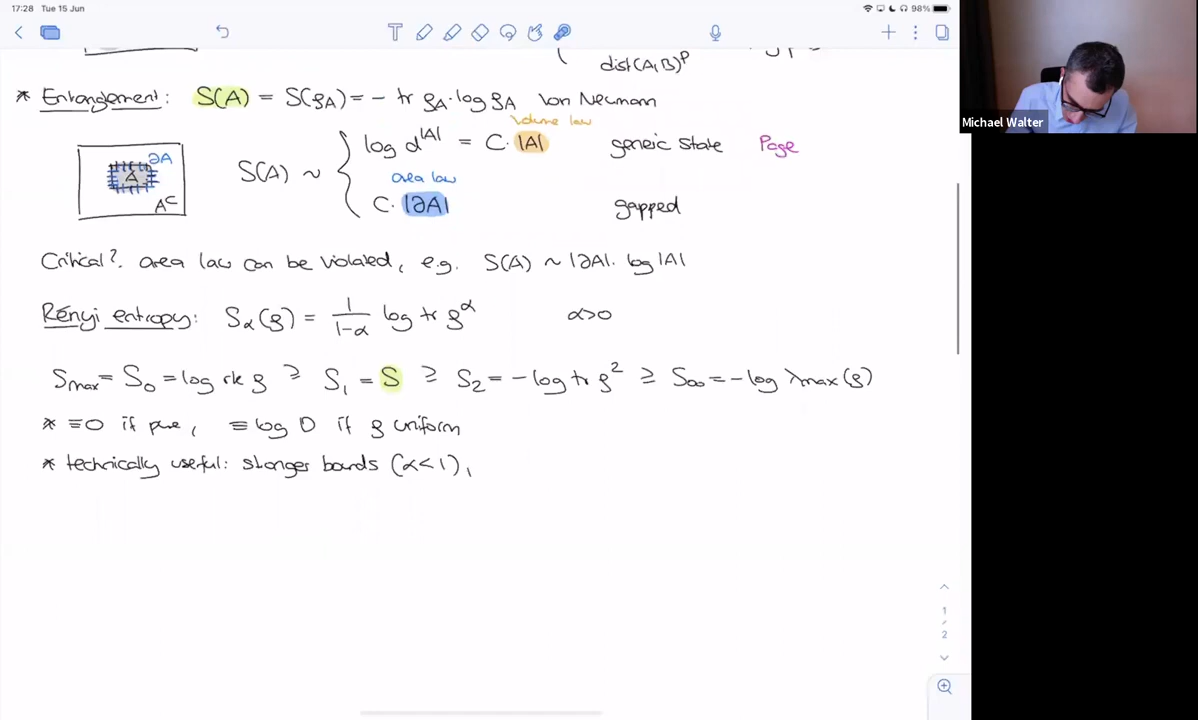 17:28 Tue 15 Jun
98%
dist(A,B)^p
* Entanglement: S(A) = S(ρ_A) = - tr ρ_A · log ρ_A von Neumann
volume law
log d^|A| = C · |A| generic state Page
∂A
A
A^C
S(A) ~
area law
C · |∂A| gapped
Critical? area law can be violated, e.g. S(A) ~ |∂A| · log |A|
Rényi entropy: S_α(ρ) = 1/(1-α) log tr ρ^α α>0
S_max = S_0 = log rk ρ ≥ S_1 = S ≥ S_2 = - log tr ρ^2 ≥ S_∞ = - log λ_max(ρ)
* ≡0 if pure, ≡ log D if ρ uniform
* technically useful: stronger bounds (α<1),
Michael Walter
1
/
2